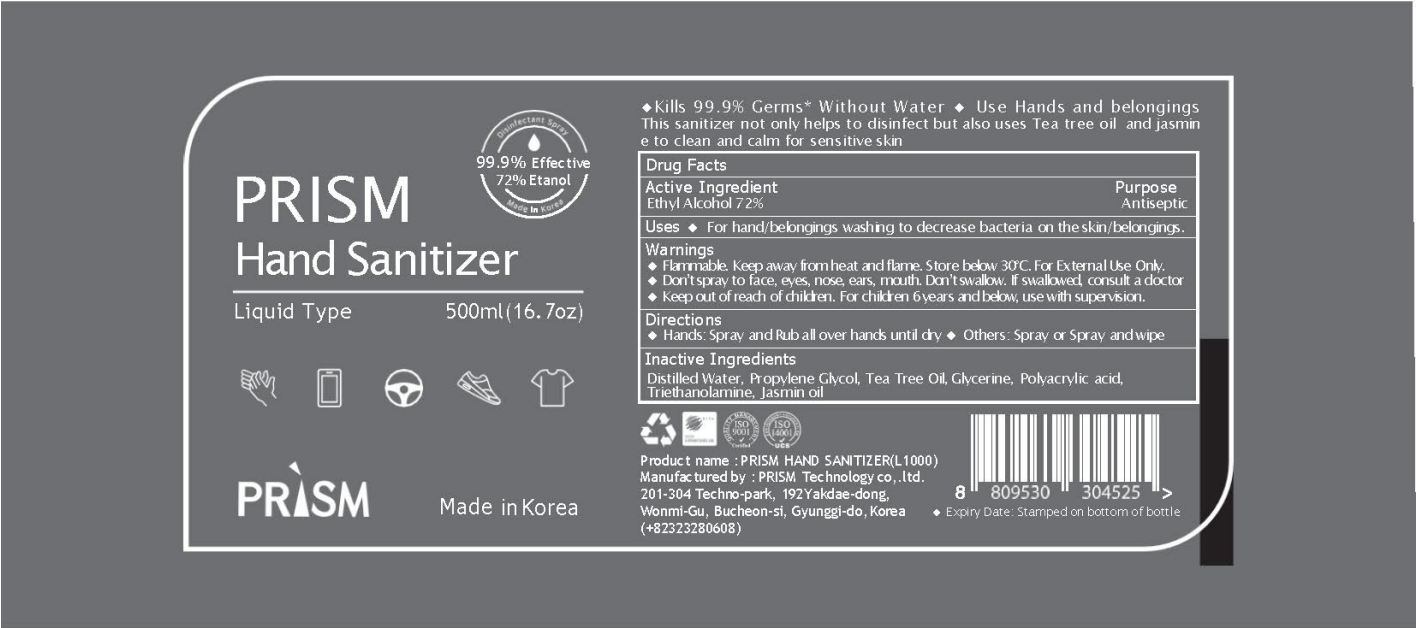 Disinfectant Spray
99.9% Effective
72% Etanol
Made In Korea
PRISM
Hand Sanitizer
Liquid Type 500ml(16.7oz)
PRISM
Made in Korea
◆Kills 99.9% Germs* Without Water ◆ Use Hands and belongings
This sanitizer not only helps to disinfect but also uses Tea tree oil and jasmin
e to clean and calm for sensitive skin
Drug Facts
Active Ingredient Purpose
Ethyl Alcohol 72% Antiseptic
Uses ◆ For hand/belongings washing to decrease bacteria on the skin/belongings.
Warnings
◆ Flammable. Keep away from heat and flame. Store below 30°C. For External Use Only.
◆ Don't spray to face, eyes, nose, ears, mouth. Don't swallow. If swallowed, consult a doctor
◆ Keep out of reach of children. For children 6 years and below, use with supervision.
Directions
◆ Hands: Spray and Rub all over hands until dry ◆ Others: Spray or Spray and wipe
Inactive Ingredients
Distilled Water, Propylene Glycol, Tea Tree Oil, Glycerine, Polyacrylic acid,
Triethanolamine, Jasmin oil
ISO
9001
Certified
ISO
14001
UCS
Product name : PRISM HAND SANITIZER(L1000)
Manufactured by : PRISM Technology co,.ltd.
201-304 Techno-park, 192Yakdae-dong,
Wonmi-Gu, Bucheon-si, Gyunggi-do, Korea
(+82323280608)
8 809530 304525 >
◆ Expiry Date: Stamped on bottom of bottle